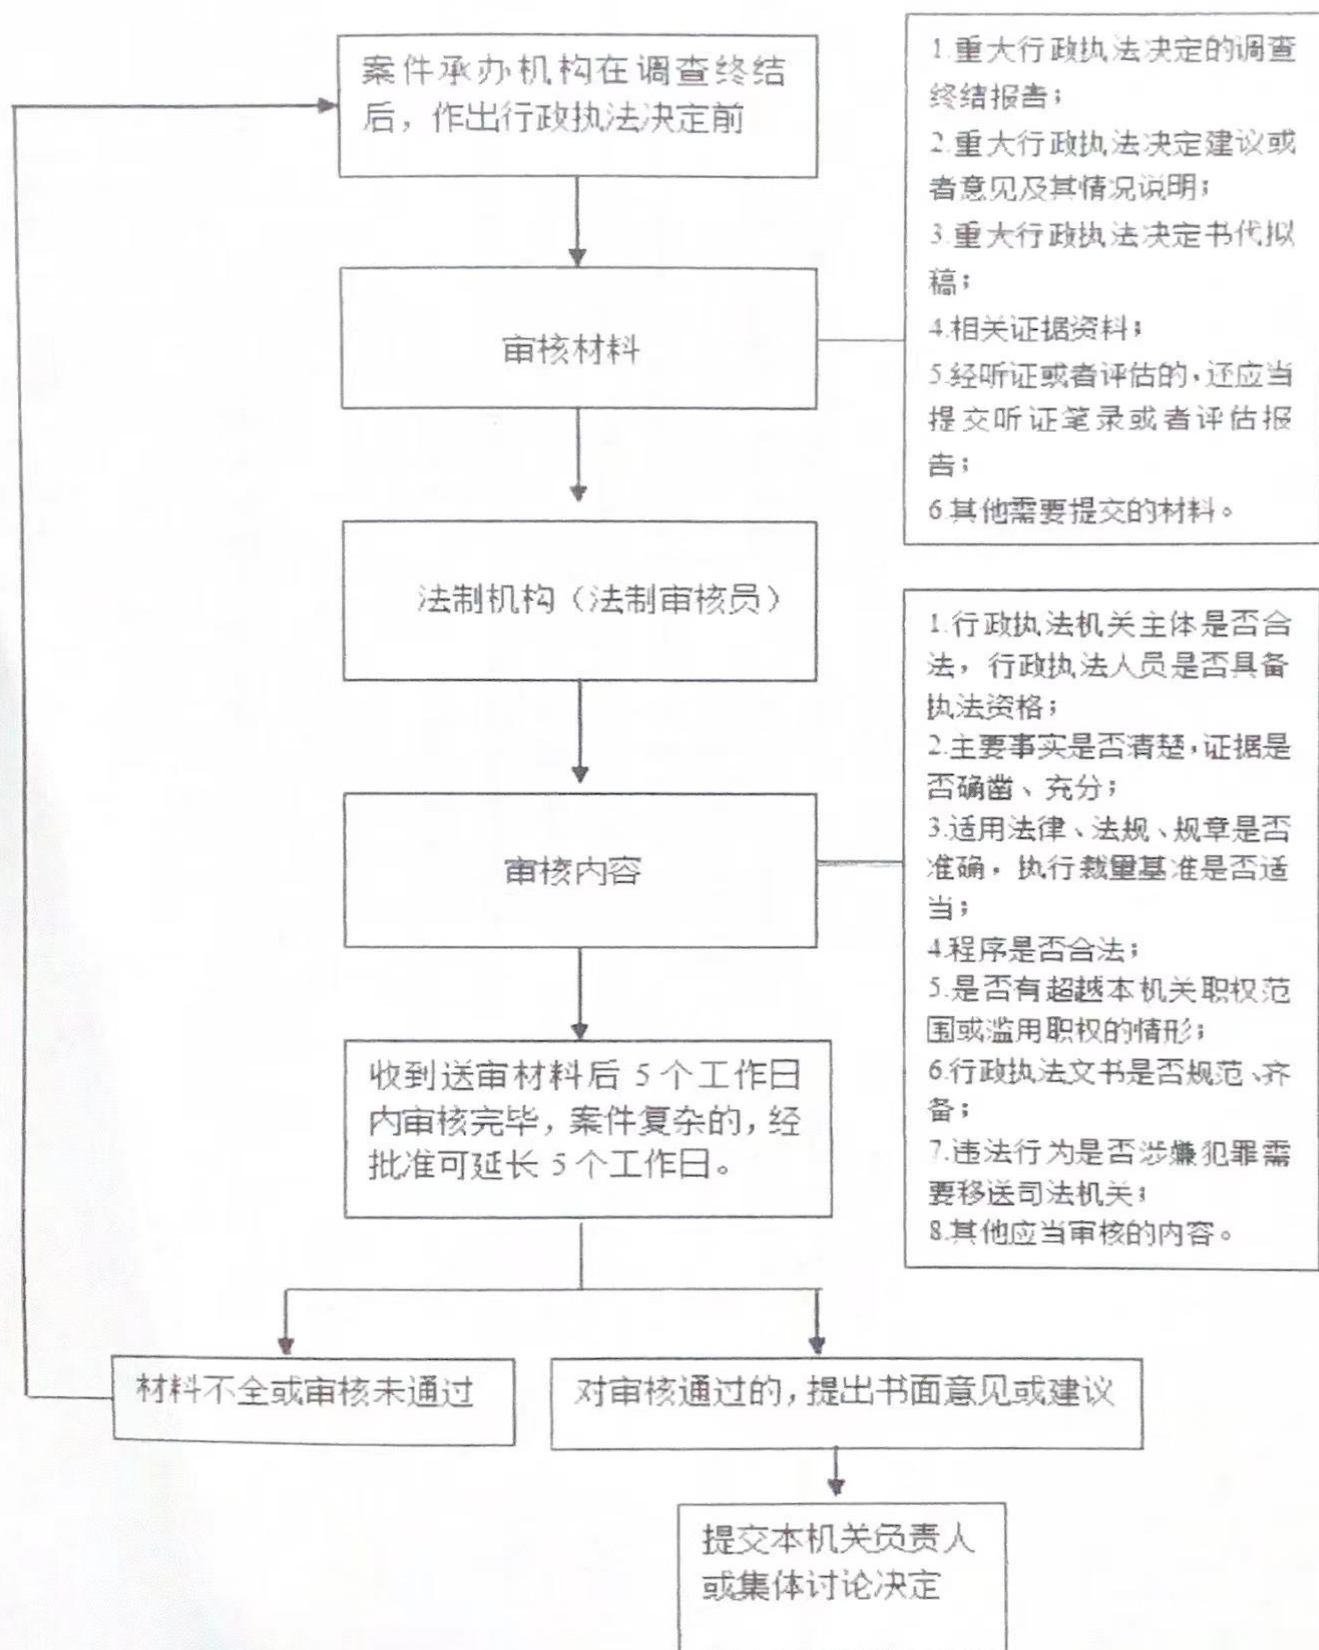 案件承办机构在调查终结
后，作出行政执法决定前
1.重大行政执法决定的调查
终结报告；
2.重大行政执法决定建议或
者意见及其情况说明；
3.重大行政执法决定书代拟
稿；
4.相关证据资料；
5.经听证或者评估的，还应当
提交听证笔录或者评估报
告；
6.其他需要提交的材料。
审核材料
法制机构（法制审核员）
1.行政执法机关主体是否合
法，行政执法人员是否具备
执法资格；
2.主要事实是否清楚，证据是
否确凿、充分；
3.适用法律、法规、规章是否
准确，执行裁量基准是否适
当；
4.程序是否合法；
5.是否有超越本机关职权范
围或滥用职权的情形；
6.行政执法文书是否规范、齐
备；
7.违法行为是否涉嫌犯罪需
要移送司法机关；
8.其他应当审核的内容。
审核内容
收到送审材料后 5 个工作日
内审核完毕，案件复杂的，经
批准可延长 5 个工作日。
材料不全或审核未通过
对审核通过的，提出书面意见或建议
提交本机关负责人
或集体讨论决定